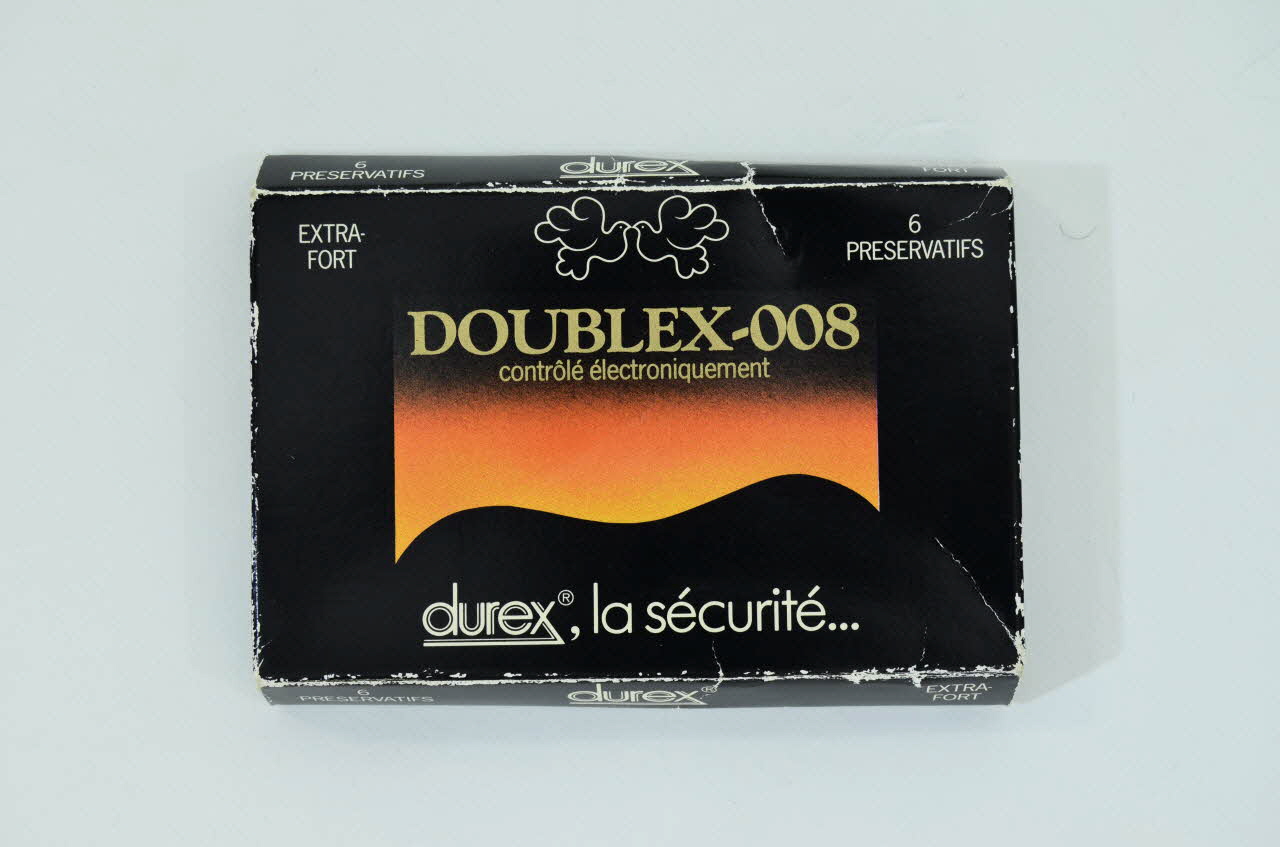 6
PRESERVATIFS
durex
FORT
EXTRA-
FORT
6
PRESERVATIFS
DOUBLEX-008
contrôlé électroniquement
durex®, la sécurité...
6
PRESERVATIFS
durex®
EXTRA-
FORT